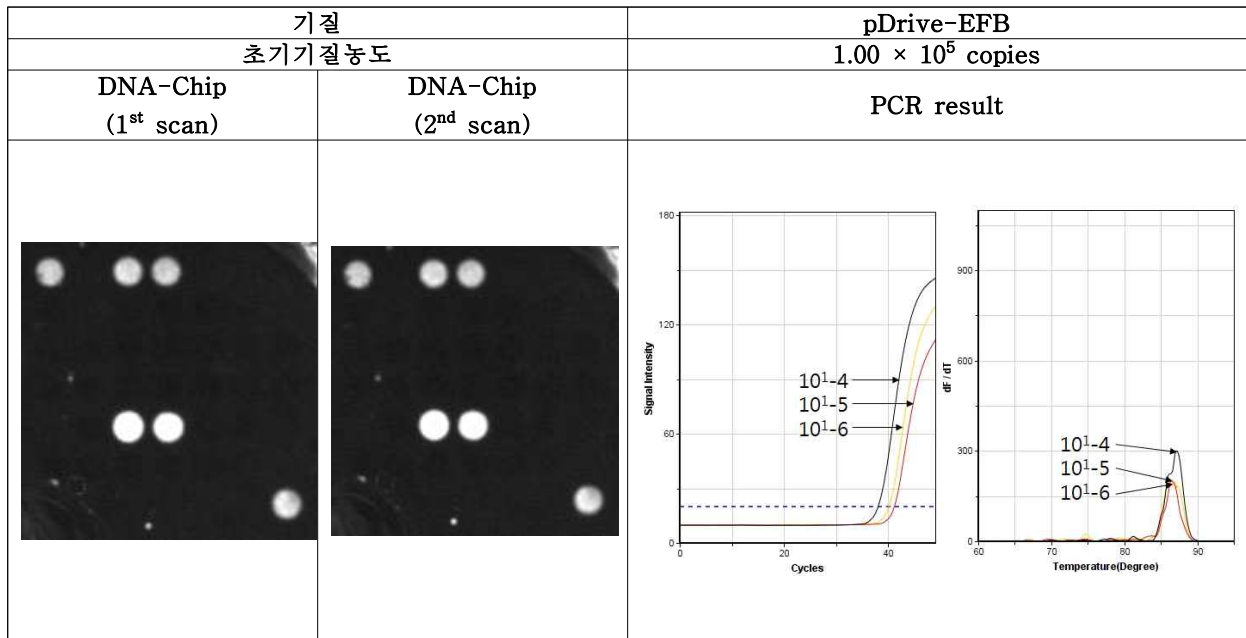 기질 pDrive-EFB
초기기질농도 1.00 × 10⁵ copies
DNA-Chip
(1ˢᵗ scan)
DNA-Chip
(2ⁿᵈ scan)
PCR result
180
120
60
0
Signal Intensity
10¹-4
10¹-5
10¹-6
0 20 40
Cycles
900
600
300
0
dF / dT
10¹-4
10¹-5
10¹-6
60 70 80 90
Temperature(Degree)